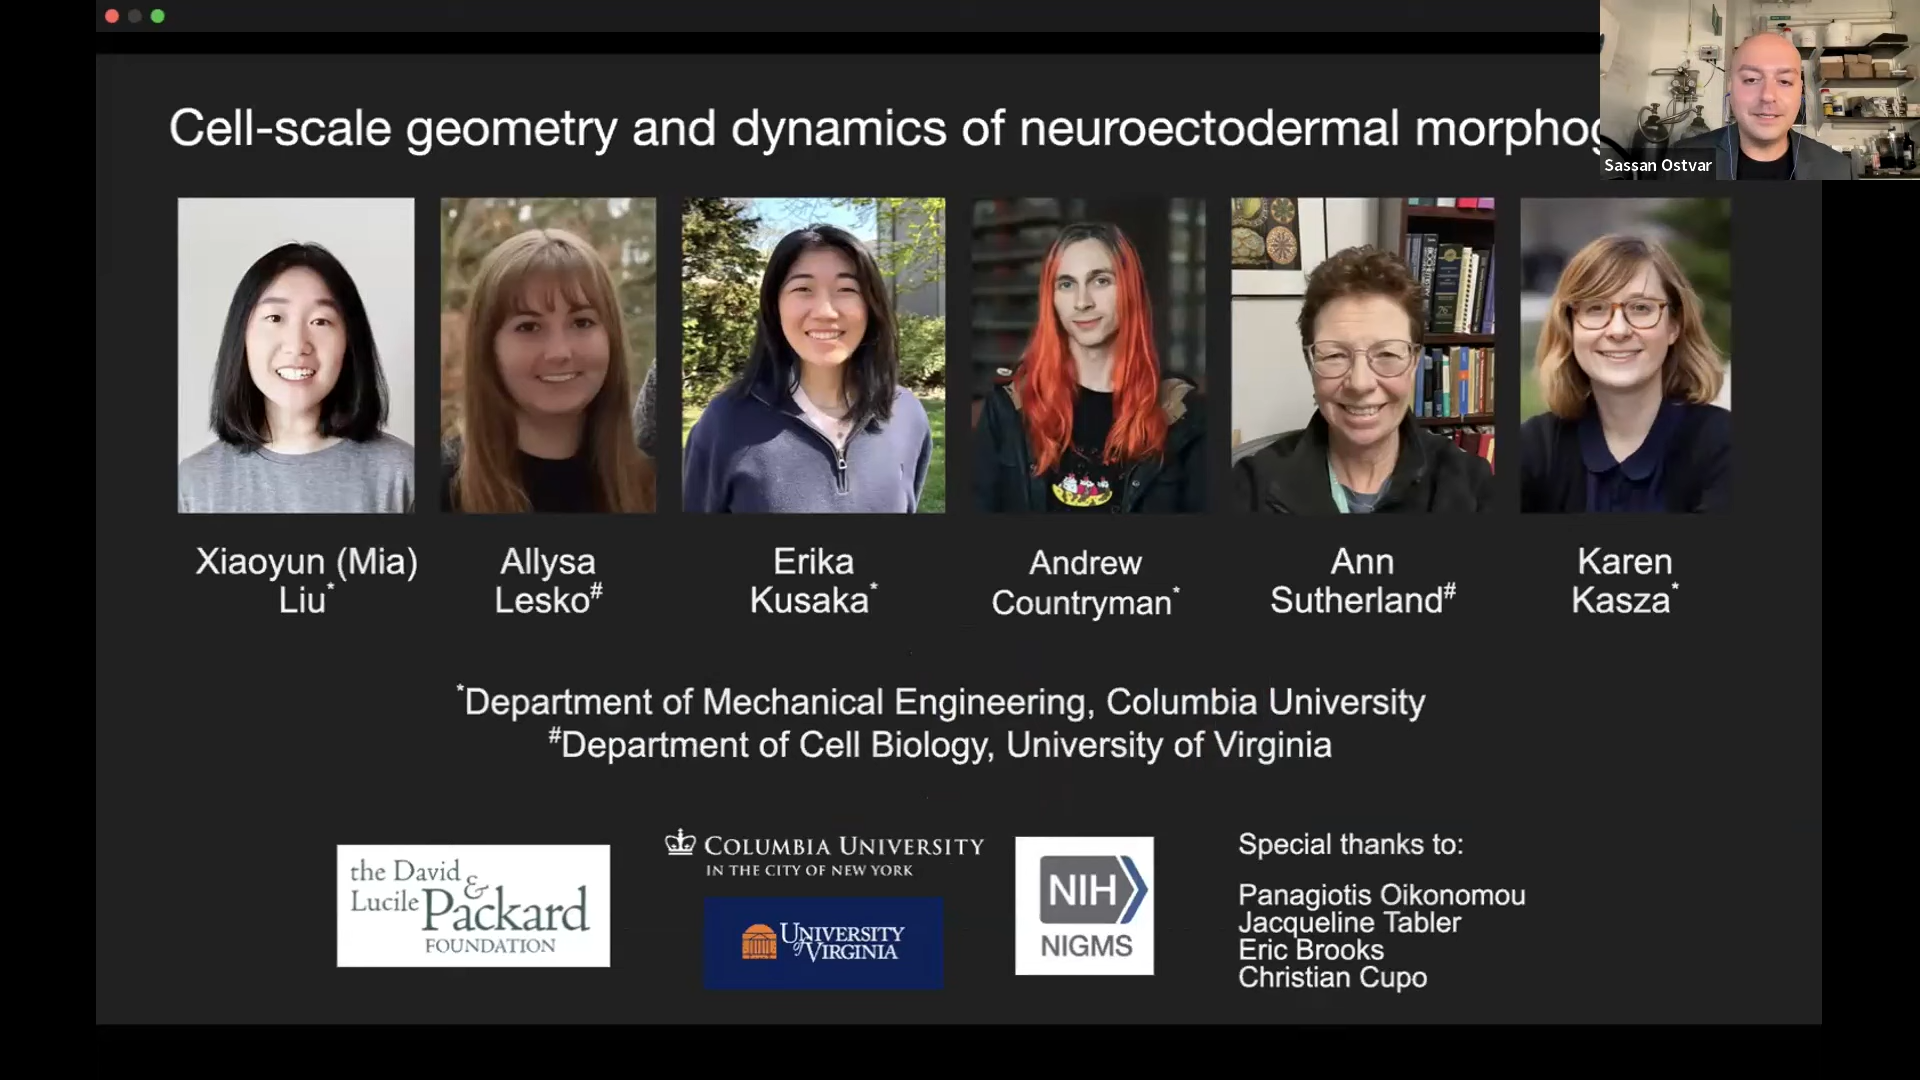 Cell-scale geometry and dynamics of neuroectodermal morphog
Sassan Ostvar
Xiaoyun (Mia)
Liu*
Allysa
Lesko#
Erika
Kusaka*
Andrew
Countryman*
Ann
Sutherland#
Karen
Kasza*
*Department of Mechanical Engineering, Columbia University
#Department of Cell Biology, University of Virginia
the David &
Lucile Packard
FOUNDATION
COLUMBIA UNIVERSITY
IN THE CITY OF NEW YORK
UNIVERSITY
of VIRGINIA
NIH
NIGMS
Special thanks to:
Panagiotis Oikonomou
Jacqueline Tabler
Eric Brooks
Christian Cupo